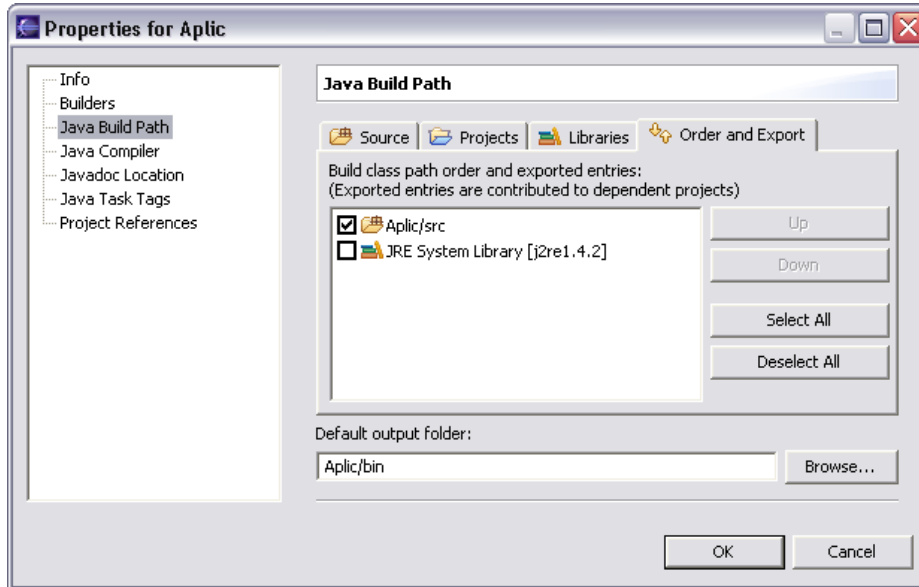 Properties for Aplic
Info
Builders
Java Build Path
Java Compiler
Javadoc Location
Java Task Tags
Project References
Java Build Path
Source Projects Libraries Order and Export
Build class path order and exported entries:
(Exported entries are contributed to dependent projects)
Aplic/src
JRE System Library [j2re1.4.2]
Up
Down
Select All
Deselect All
Default output folder:
Aplic/bin
Browse...
OK Cancel